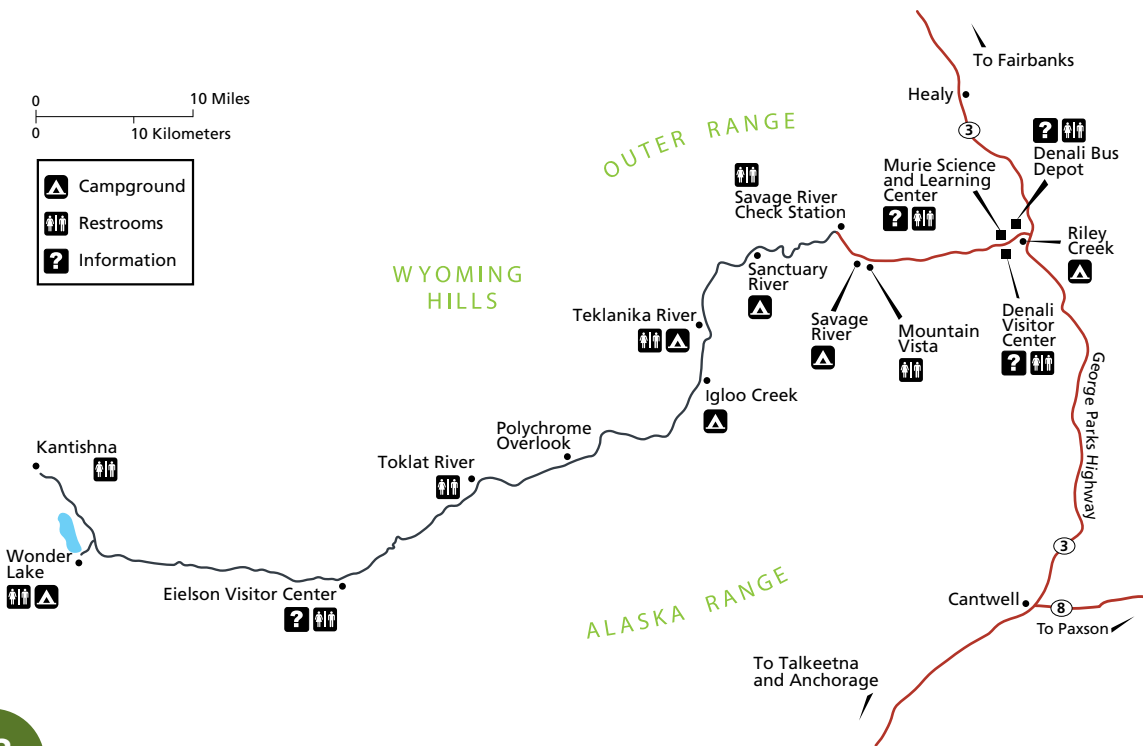 To Fairbanks
0
10 Miles
0
10 Kilometers
Healy
3
?
Denali Bus
Depot
OUTER RANGE
Campground
Restrooms
? Information
Murie Science
and Learning
Center
?
Savage River
Check Station
Riley
Creek
WYOMING
HILLS
Sanctuary
River
Teklanika River
Savage
River
Mountain
Vista
Denali
Visitor
Center
?
George Parks Highway
Igloo Creek
Polychrome
Overlook
Kantishna
Toklat River
3
Wonder
Lake
Eielson Visitor Center
?
ALASKA RANGE
Cantwell
8
To Paxson
To Talkeetna
and Anchorage